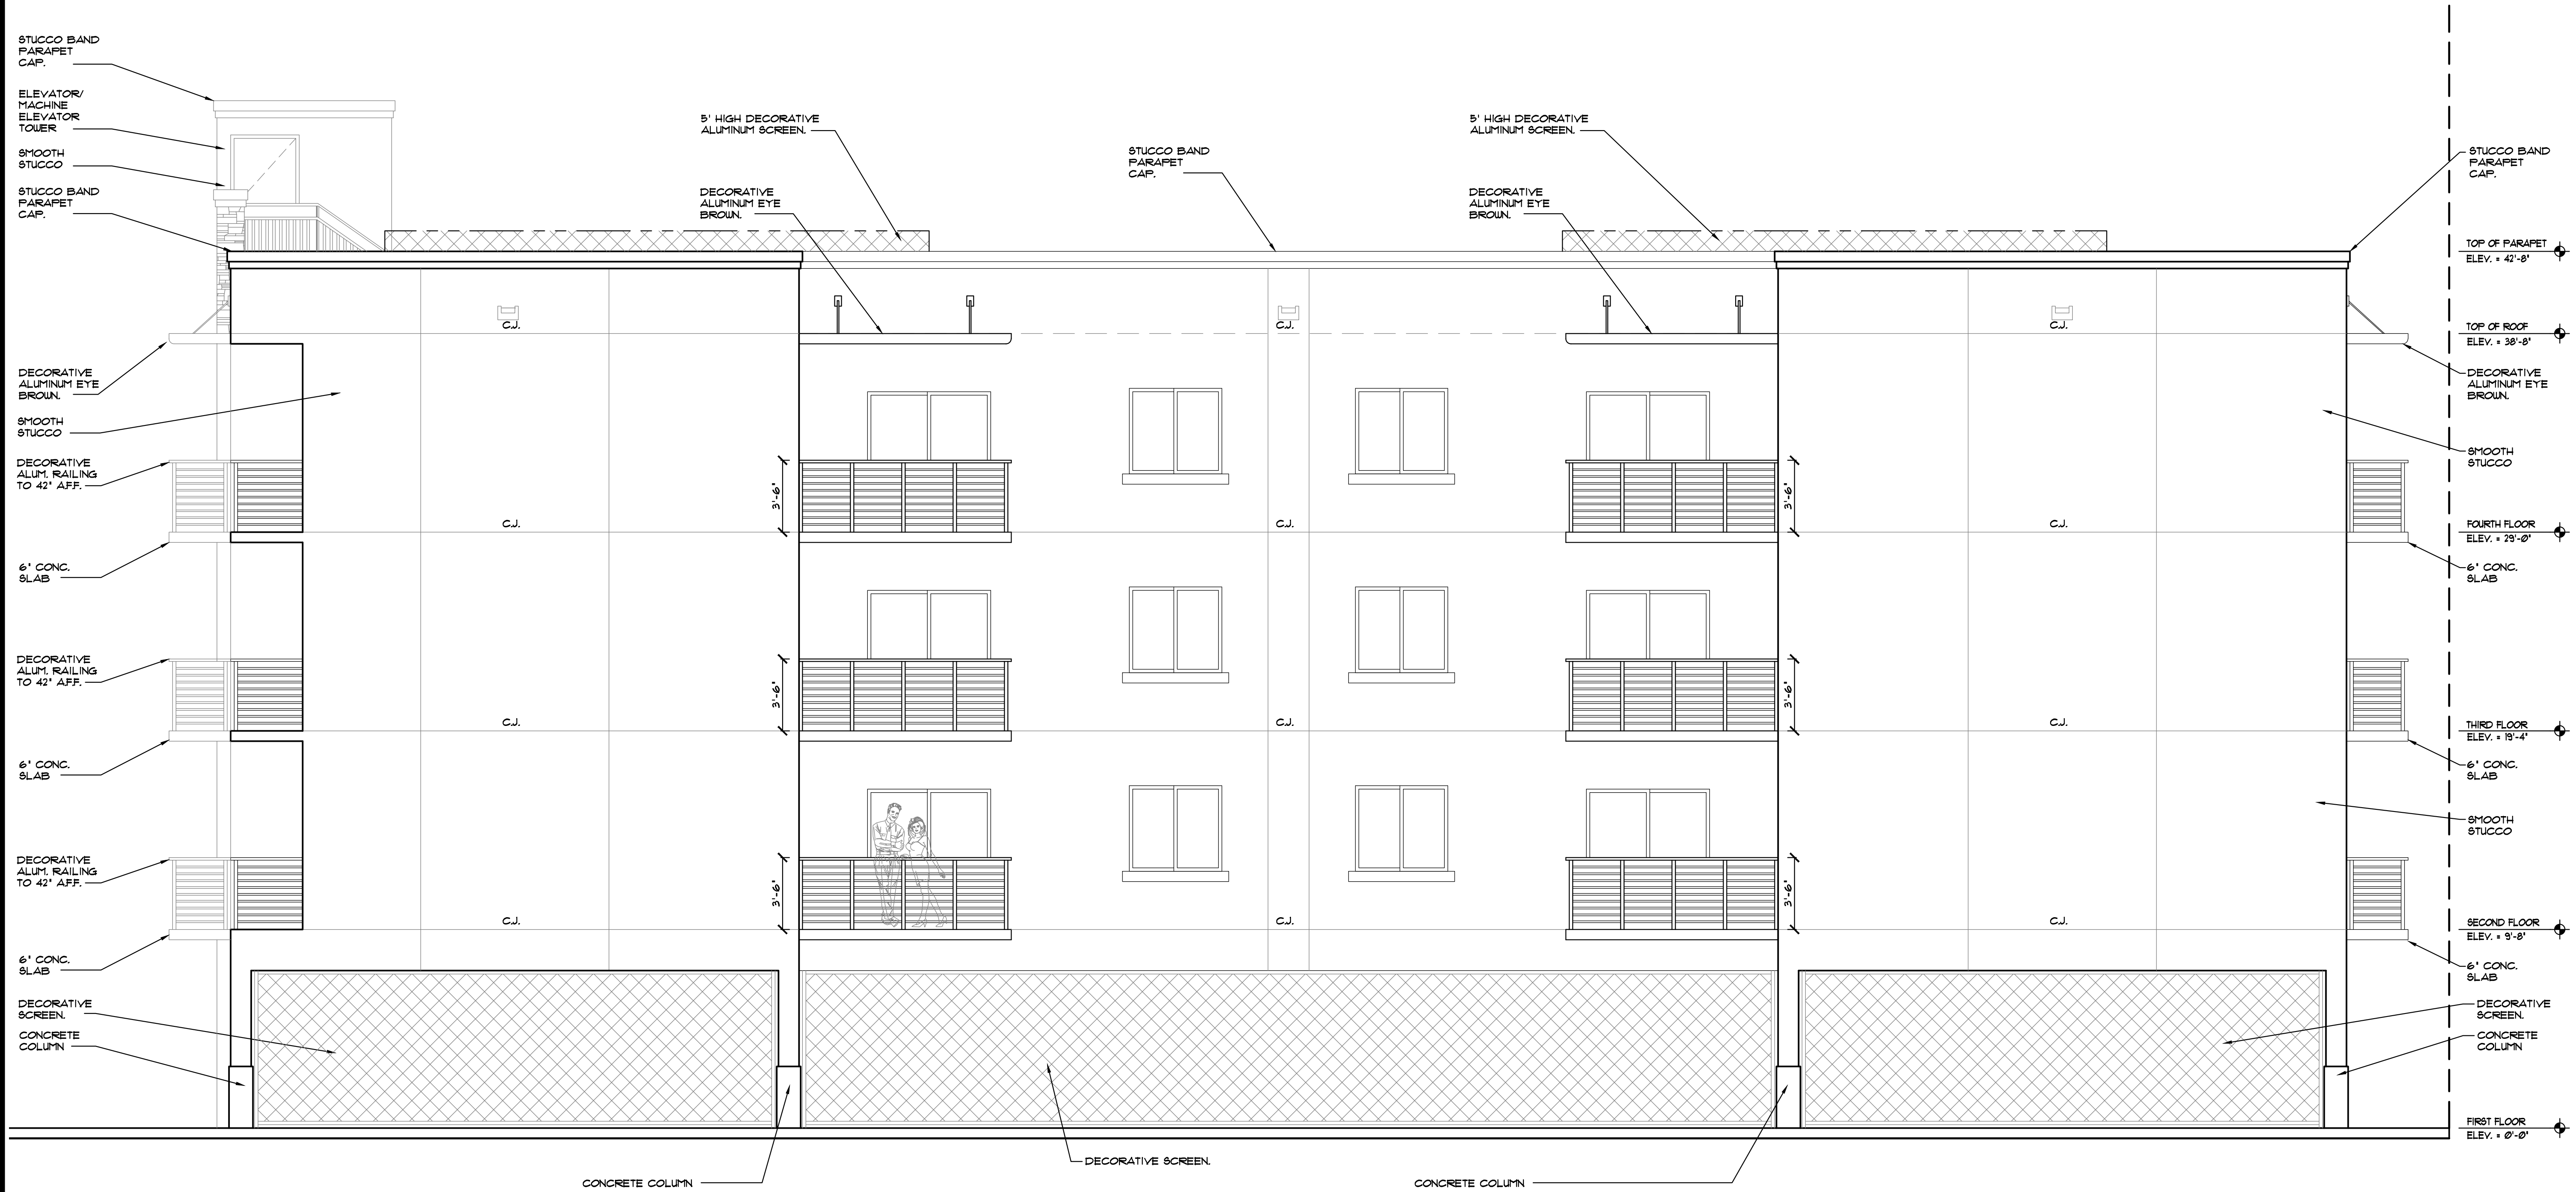 STUCCO BAND
PARAPET
CAP.
ELEVATOR/
MACHINE
ELEVATOR
TOWER
SMOOTH
STUCCO
STUCCO BAND
PARAPET
CAP.
DECORATIVE
ALUMINUM EYE
BROWN.
SMOOTH
STUCCO
DECORATIVE
ALUM. RAILING
TO 42" A.F.F.
6" CONC.
SLAB
DECORATIVE
ALUM. RAILING
TO 42" A.F.F.
6" CONC.
SLAB
DECORATIVE
ALUM. RAILING
TO 42" A.F.F.
6" CONC.
SLAB
DECORATIVE
SCREEN.
CONCRETE
COLUMN
5' HIGH DECORATIVE
ALUMINUM SCREEN.
DECORATIVE
ALUMINUM EYE
BROWN.
STUCCO BAND
PARAPET
CAP.
5' HIGH DECORATIVE
ALUMINUM SCREEN.
DECORATIVE
ALUMINUM EYE
BROWN.
C.J.
C.J.
C.J.
3'-6"
3'-6"
C.J.
C.J.
C.J.
3'-6"
3'-6"
C.J.
C.J.
C.J.
3'-6"
3'-6"
C.J.
C.J.
C.J.
DECORATIVE SCREEN.
CONCRETE COLUMN
CONCRETE COLUMN
STUCCO BAND
PARAPET
CAP.
TOP OF PARAPET
ELEV. = 42'-8"
TOP OF ROOF
ELEV. = 38'-8"
DECORATIVE
ALUMINUM EYE
BROWN.
SMOOTH
STUCCO
FOURTH FLOOR
ELEV. = 29'-0"
6" CONC.
SLAB
THIRD FLOOR
ELEV. = 19'-4"
6" CONC.
SLAB
SMOOTH
STUCCO
SECOND FLOOR
ELEV. = 9'-8"
6" CONC.
SLAB
DECORATIVE
SCREEN.
CONCRETE
COLUMN
FIRST FLOOR
ELEV. = 0'-0"